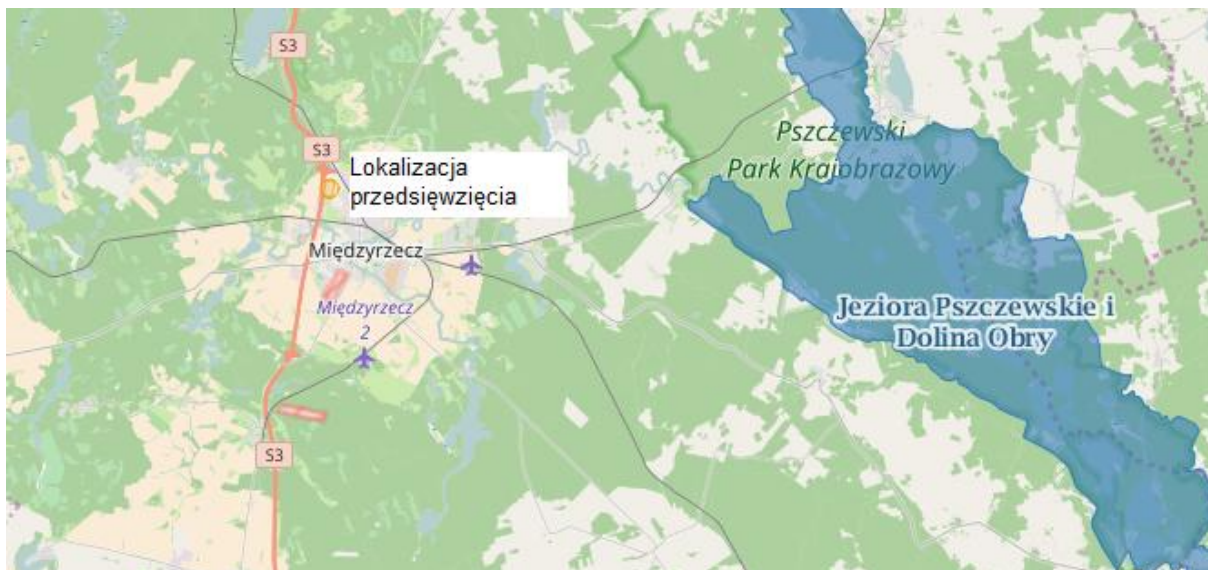 S3
S3
Lokalizacja
przedsięwzięcia
Pszczewski
Park Krajobrazowy
Międzyrzecz
Międzyrzecz
2
Jeziora Pszczewskie i
Dolina Obry
S3